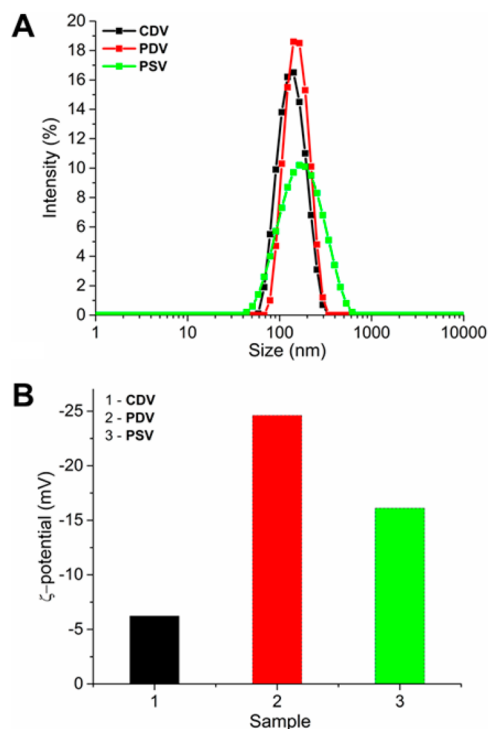 A
CDV
PDV
PSV
Intensity (%)
20
18
16
14
12
10
8
6
4
2
0
1
10
100
1000
10000
Size (nm)
B
1 - CDV
2 - PDV
3 - PSV
ζ-potential (mV)
-25
-20
-15
-10
-5
0
1
2
3
Sample